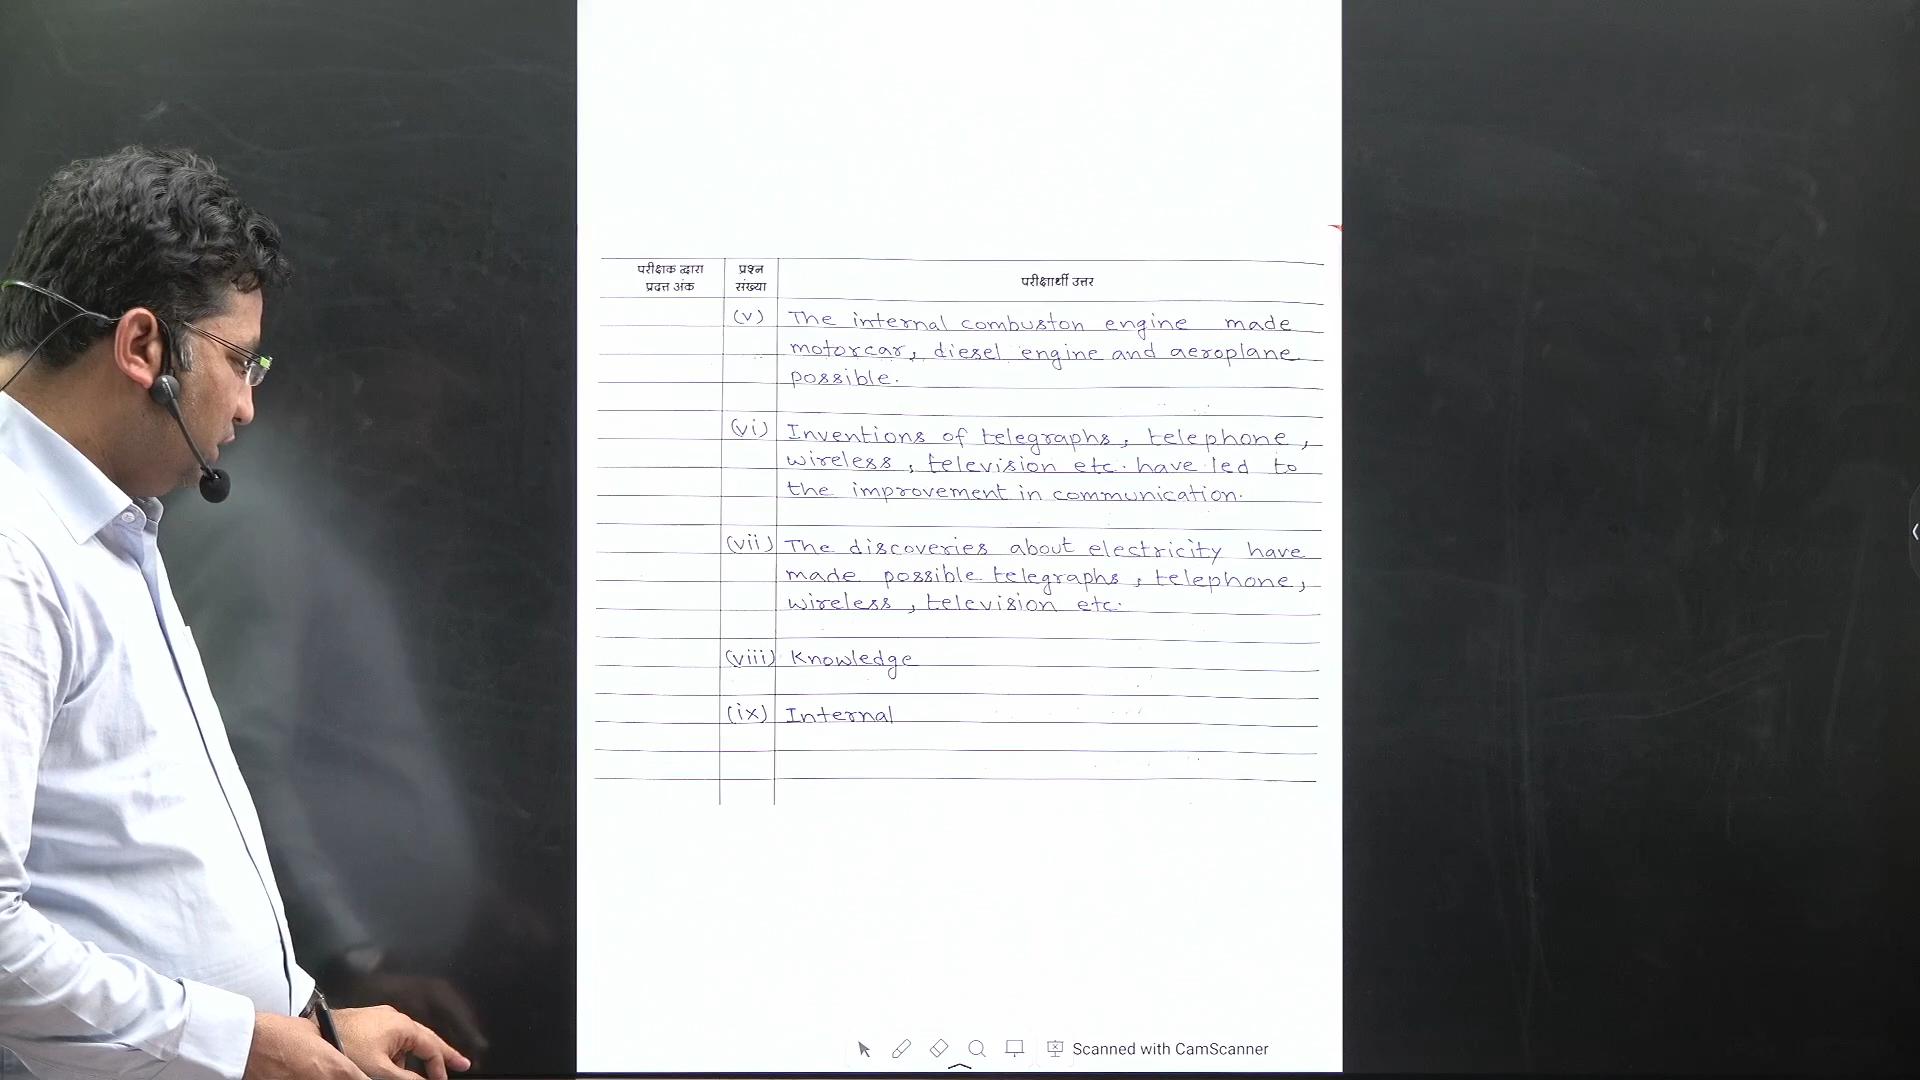 परीक्षक द्वारा
प्रदत्त अंक
प्रश्न
संख्या
परीक्षार्थी उत्तर
(v) The internal combuston engine made
motorcar, diesel engine and aeroplane
possible.
(vi) Inventions of telegraphs, telephone,
wireless, television etc. have led to
the improvement in communication.
(vii) The discoveries about electricity have
made possible telegraphs, telephone,
wireless, television etc.
(viii) Knowledge
(ix) Internal
Scanned with CamScanner